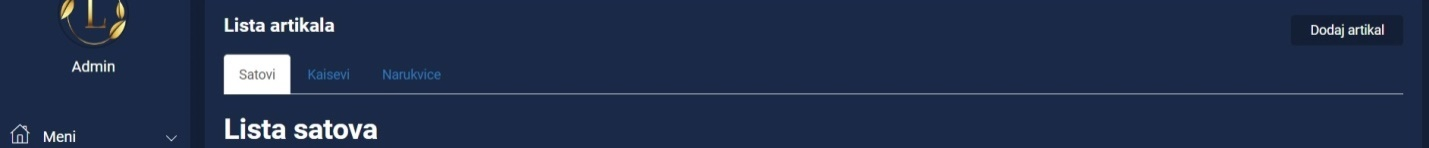 L
Admin
Meni
Lista artikala
Dodaj artikal
Satovi Kaisevi Narukvice
Lista satova